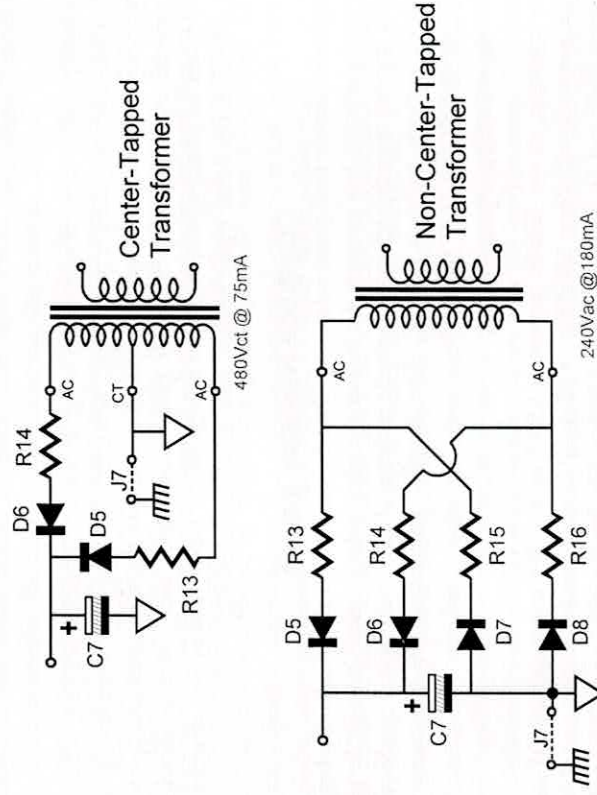 Center-Tapped
Transformer
480Vct @ 75mA
R14
D6
D5
R13
C7
+
J7
AC
CT
AC
Non-Center-Tapped
Transformer
240Vac @180mA
AC
AC
R13
R14
R15
R16
D5
D6
D7
D8
+
C7
J7